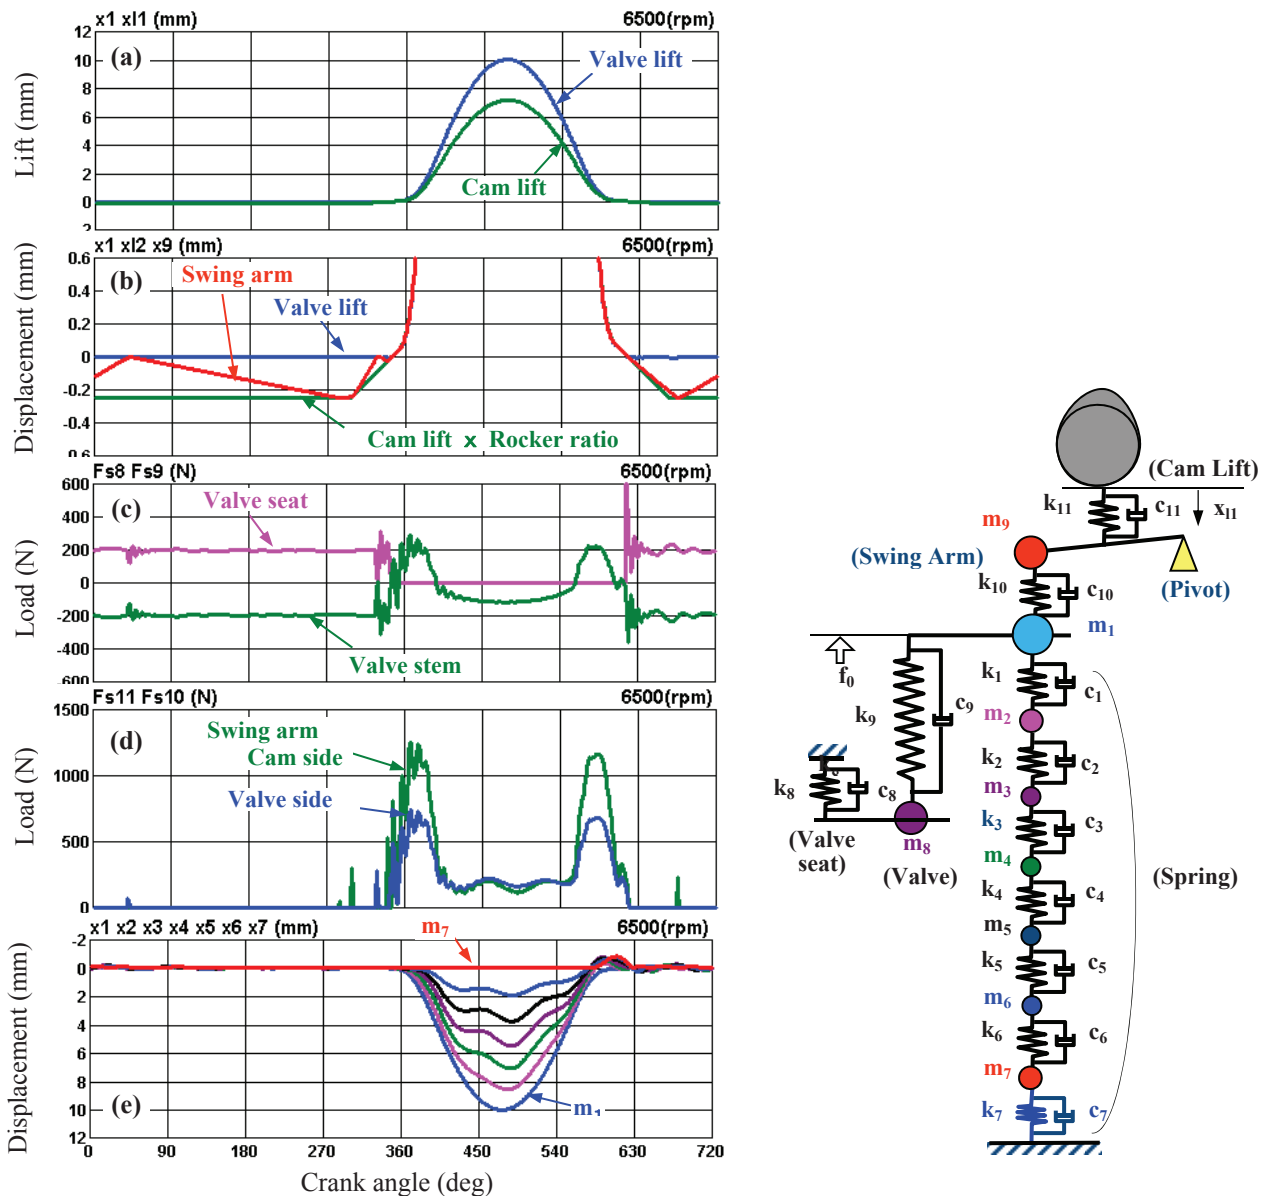 x1 xl1 (mm) 6500(rpm)
12
10
8
6
4
2
0
2
Lift (mm)
(a)
Valve lift
Cam lift
x1 xl2 x9 (mm) 6500(rpm)
0.6
0.4
0.2
0
-0.2
-0.4
0.6
Displacement (mm)
(b)
Swing arm
Valve lift
Cam lift x Rocker ratio
Fs8 Fs9 (N) 6500(rpm)
600
400
200
0
-200
-400
600
Load (N)
(c)
Valve seat
Valve stem
Fs11 Fs10 (N) 6500(rpm)
1500
1000
500
0
Load (N)
(d)
Swing arm
Cam side
Valve side
x1 x2 x3 x4 x5 x6 x7 (mm) 6500(rpm)
-2
0
2
4
6
8
10
12
Displacement (mm)
(e)
m7
m1
0 90 180 270 360 450 540 630 720
Crank angle (deg)
(Cam Lift)
k11
c11
xl1
m9
(Swing Arm)
(Pivot)
k10
c10
m1
f0
k1
c1
k9
c9
m2
k2
c2
k8
c8
m3
k3
c3
m8
(Valve
seat)
(Valve)
m4
k4
c4
(Spring)
m5
k5
c5
m6
k6
c6
m7
k7
c7